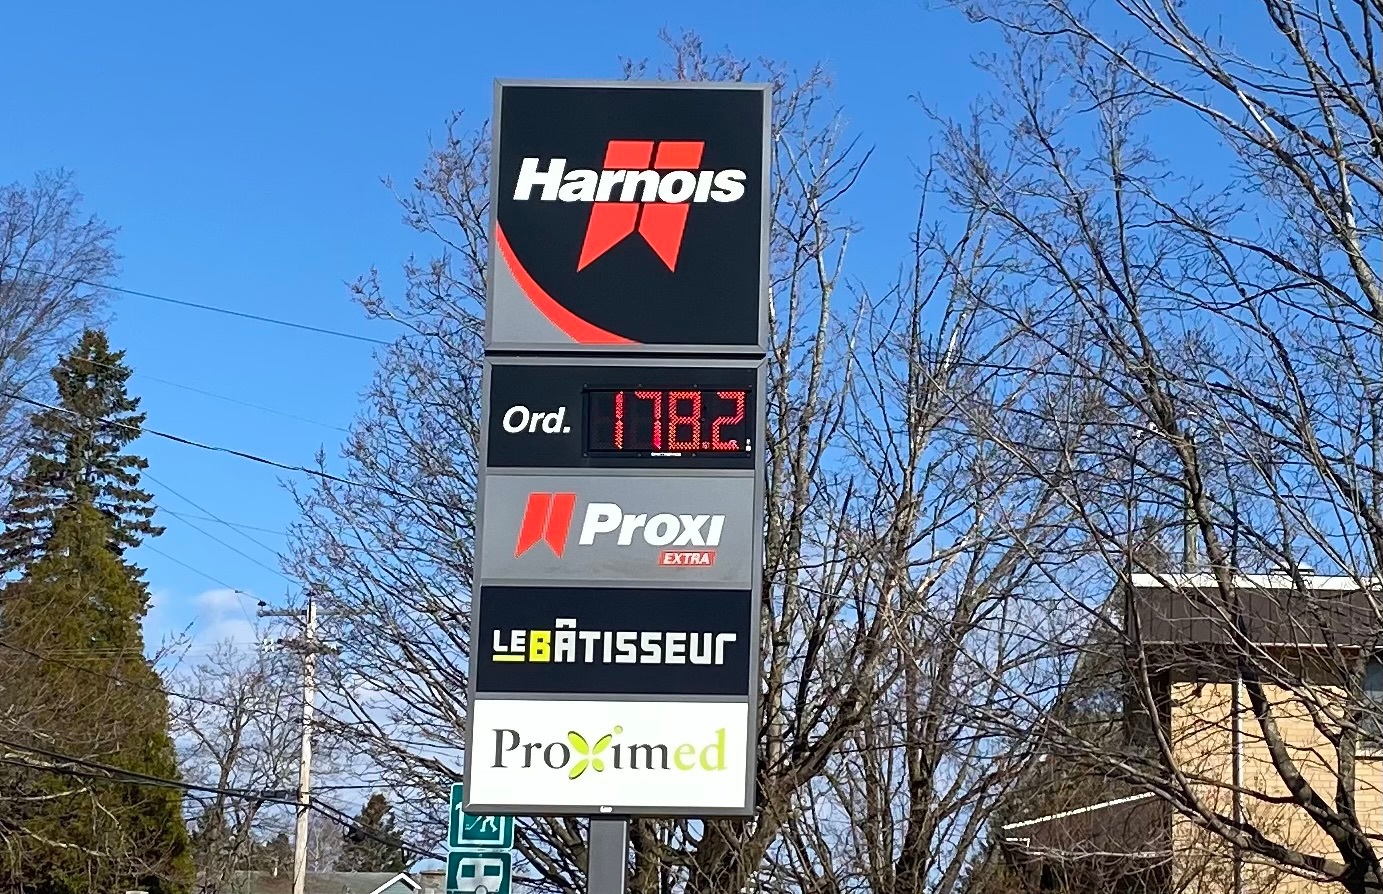 Harnois
Ord. 178.2
Proxi
EXTRA
LEBÂTISSEUr
Proximed